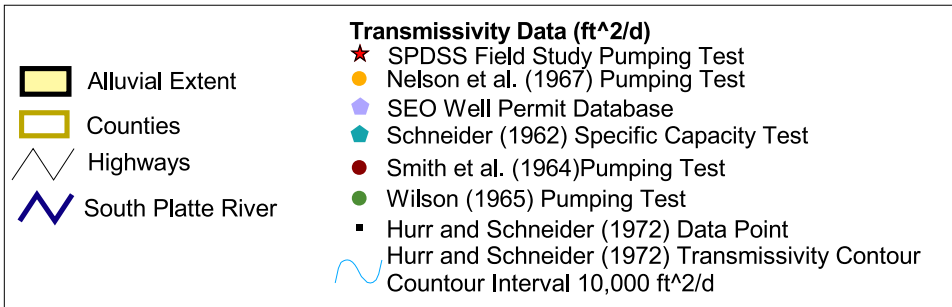 Transmissivity Data (ft^2/d)
SPDSS Field Study Pumping Test
Nelson et al. (1967) Pumping Test
SEO Well Permit Database
Schneider (1962) Specific Capacity Test
Smith et al. (1964)Pumping Test
Wilson (1965) Pumping Test
Hurr and Schneider (1972) Data Point
Hurr and Schneider (1972) Transmissivity Contour
Countour Interval 10,000 ft^2/d
Alluvial Extent
Counties
Highways
South Platte River